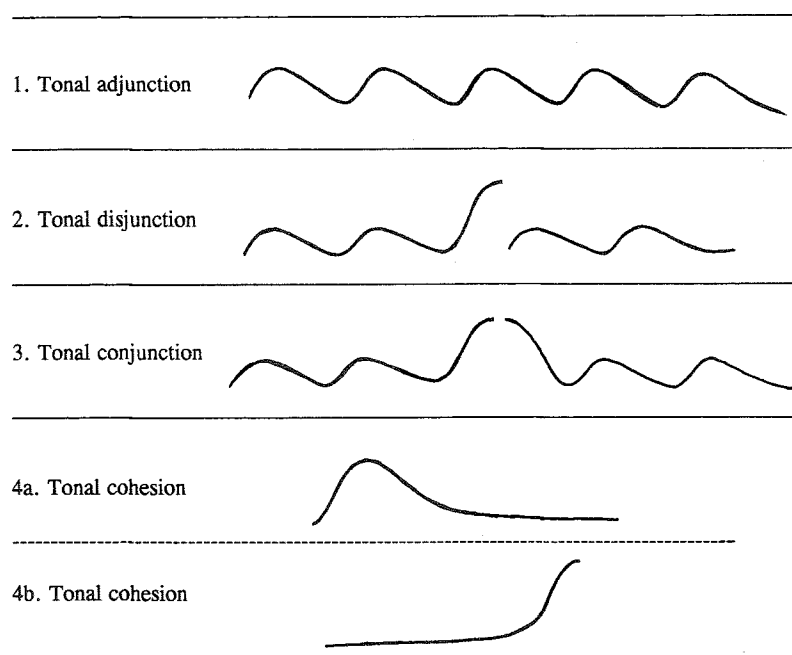 1. Tonal adjunction
2. Tonal disjunction
3. Tonal conjunction
4a. Tonal cohesion
4b. Tonal cohesion